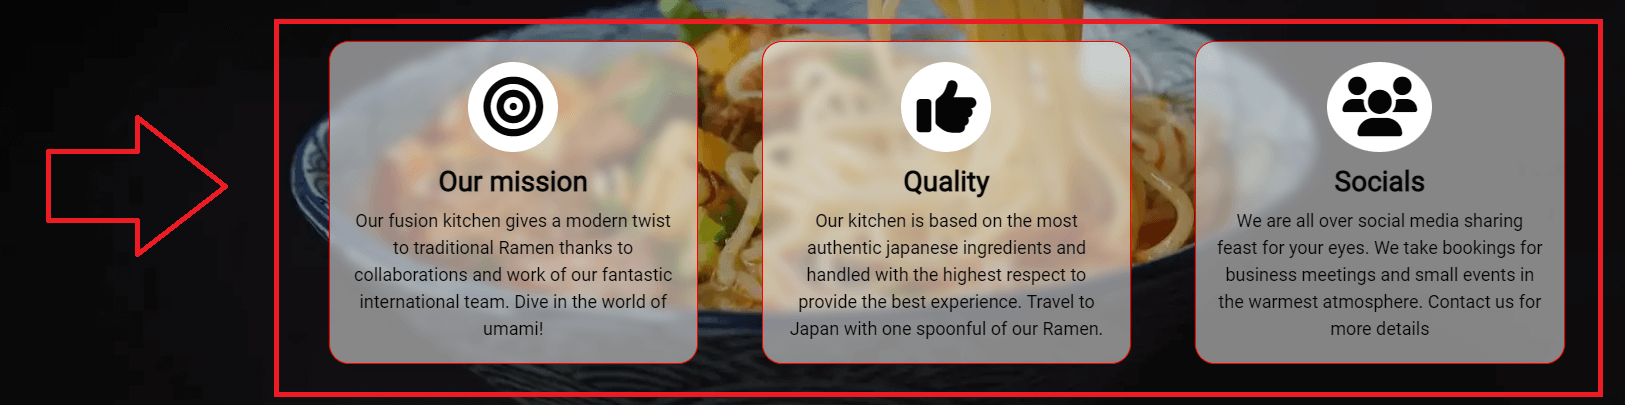 Our mission
Our fusion kitchen gives a modern twist
to traditional Ramen thanks to
collaborations and work of our fantastic
international team. Dive in the world of
umami!
Quality
Our kitchen is based on the most
authentic japanese ingredients and
handled with the highest respect to
provide the best experience. Travel to
Japan with one spoonful of our Ramen.
Socials
We are all over social media sharing
feast for your eyes. We take bookings for
business meetings and small events in
the warmest atmosphere. Contact us for
more details